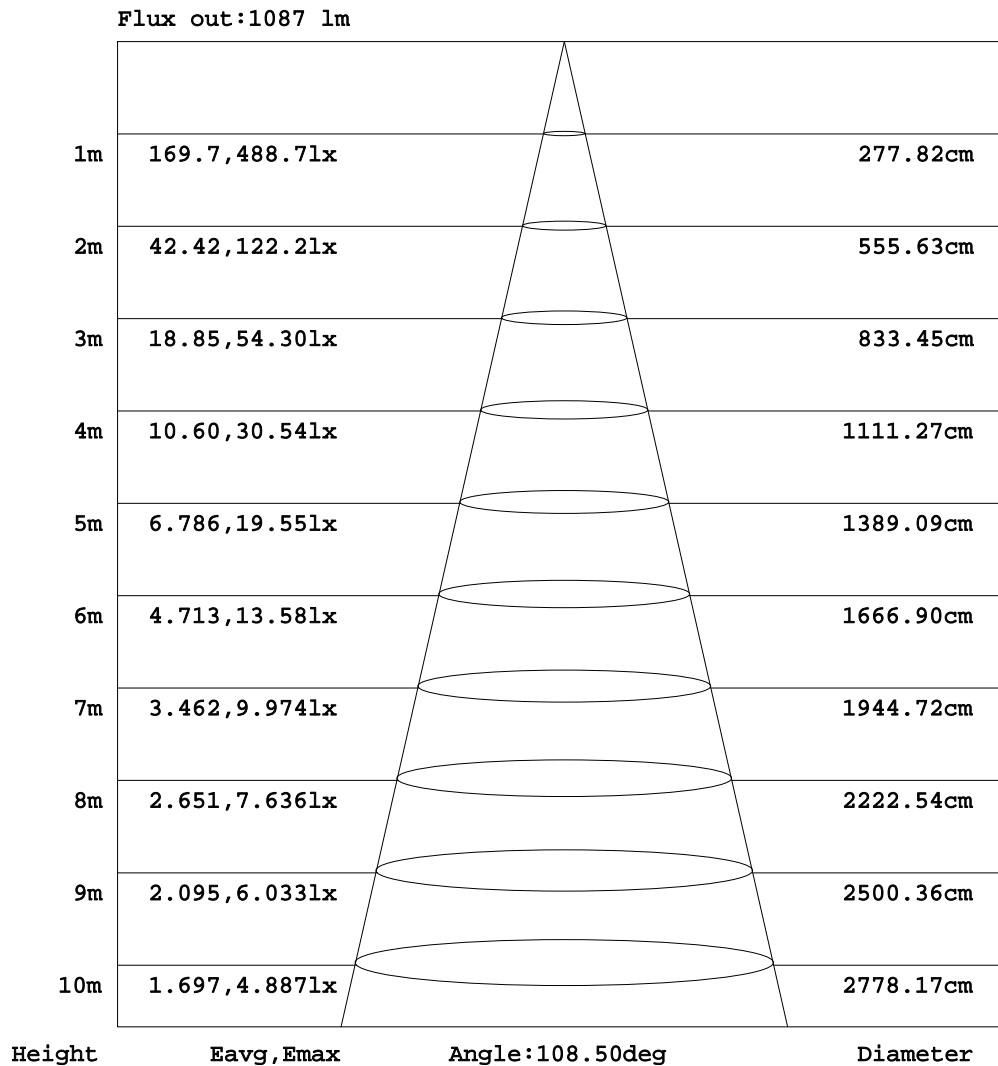 Flux out:1087 lm
1m 169.7,488.7lx 277.82cm
2m 42.42,122.2lx 555.63cm
3m 18.85,54.30lx 833.45cm
4m 10.60,30.54lx 1111.27cm
5m 6.786,19.55lx 1389.09cm
6m 4.713,13.58lx 1666.90cm
7m 3.462,9.974lx 1944.72cm
8m 2.651,7.636lx 2222.54cm
9m 2.095,6.033lx 2500.36cm
10m 1.697,4.887lx 2778.17cm
Height Eavg,Emax Angle:108.50deg Diameter